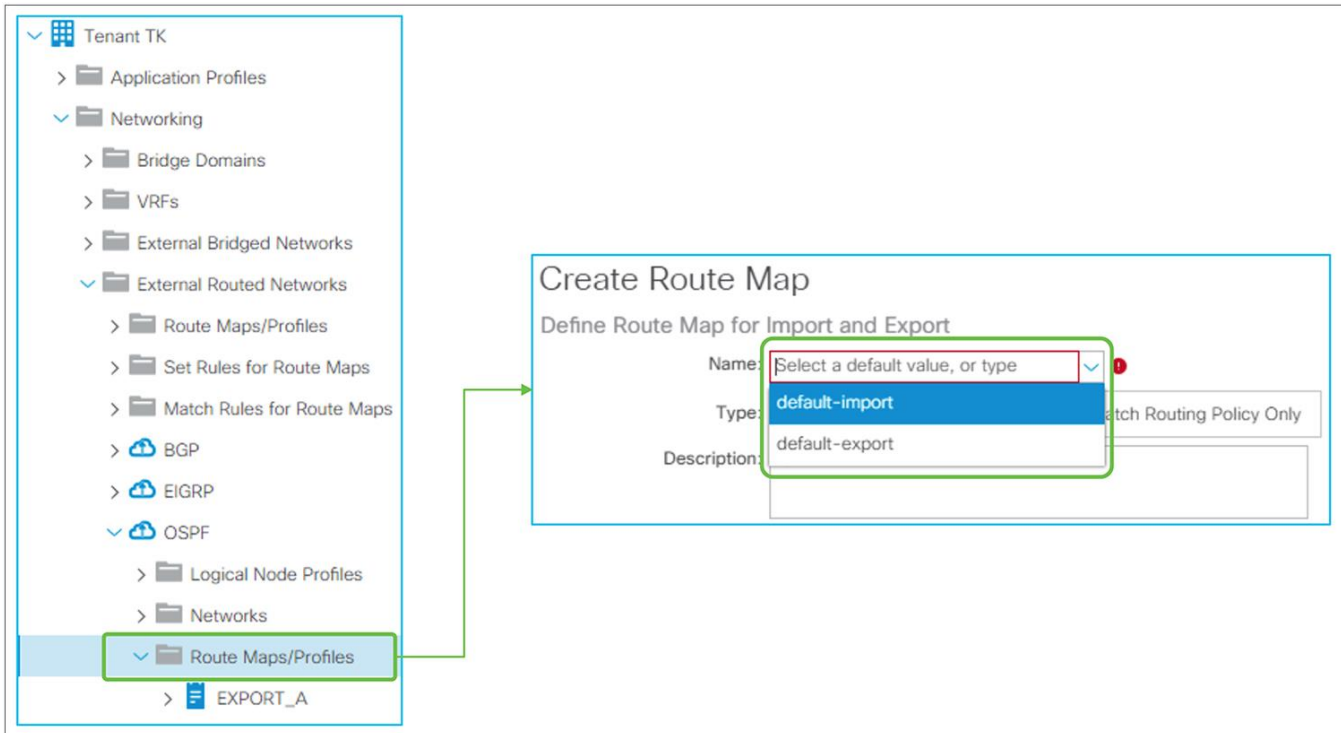 Tenant TK
Application Profiles
Networking
Bridge Domains
VRFs
External Bridged Networks
External Routed Networks
Route Maps/Profiles
Set Rules for Route Maps
Match Rules for Route Maps
BGP
EIGRP
OSPF
Logical Node Profiles
Networks
Route Maps/Profiles
EXPORT_A
Create Route Map
Define Route Map for Import and Export
Name: Select a default value, or type
default-import
Type: atch Routing Policy Only
default-export
Description: